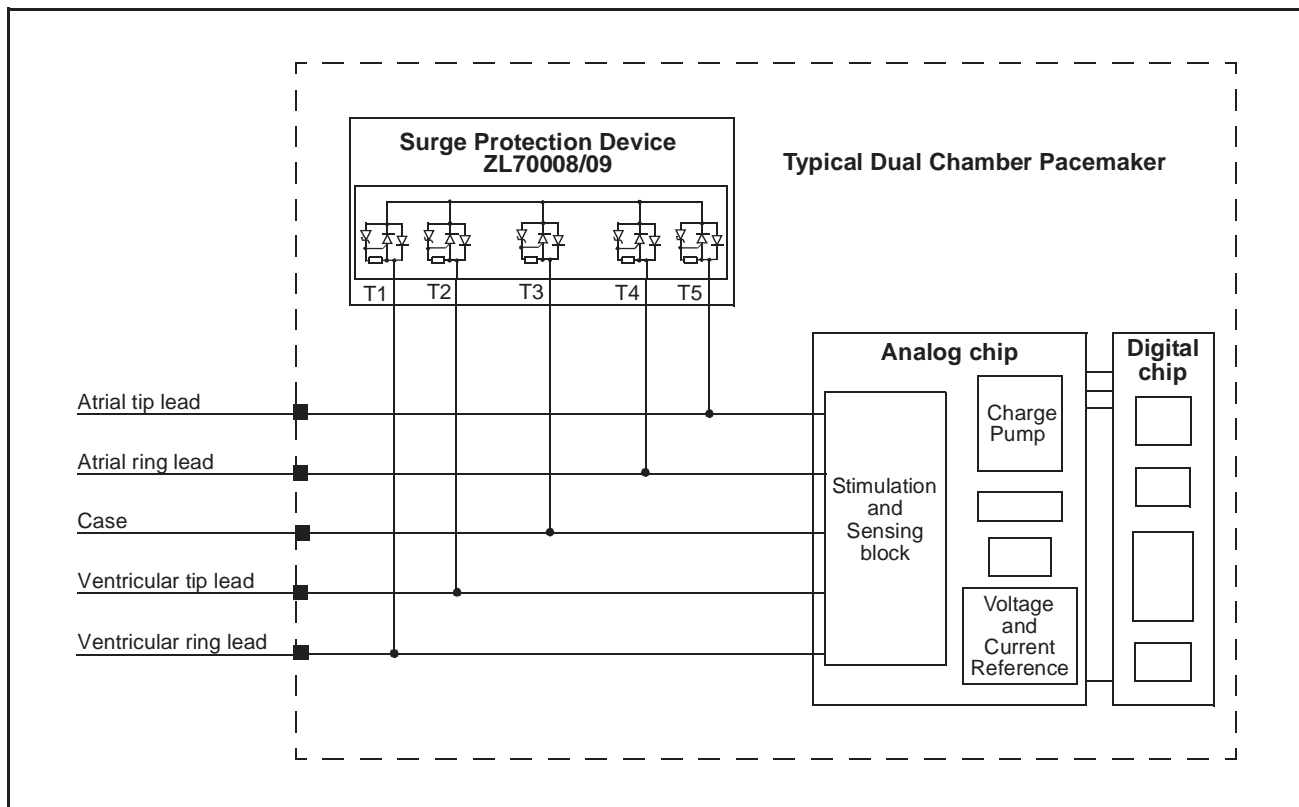 Surge Protection Device
ZL70008/09
Typical Dual Chamber Pacemaker
T1 T2 T3 T4 T5
Analog chip
Digital
chip
Charge
Pump
Stimulation
and
Sensing
block
Voltage
and
Current
Reference
Atrial tip lead
Atrial ring lead
Case
Ventricular tip lead
Ventricular ring lead